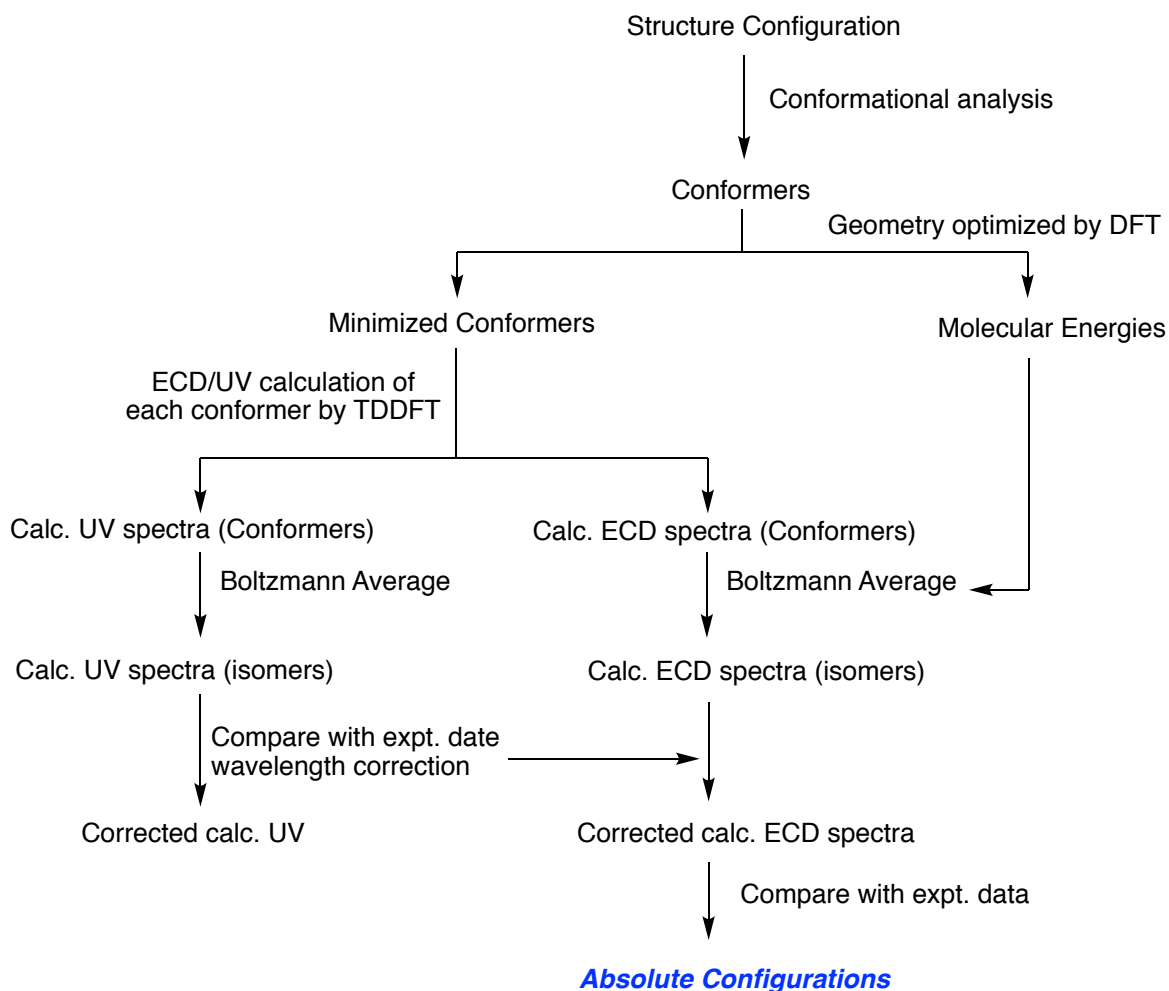 Structure Configuration
Conformational analysis
Conformers
Geometry optimized by DFT
Minimized Conformers
Molecular Energies
ECD/UV calculation of
each conformer by TDDFT
Calc. UV spectra (Conformers)
Calc. ECD spectra (Conformers)
Boltzmann Average
Boltzmann Average
Calc. UV spectra (isomers)
Calc. ECD spectra (isomers)
Compare with expt. date
wavelength correction
Corrected calc. UV
Corrected calc. ECD spectra
Compare with expt. data
Absolute Configurations